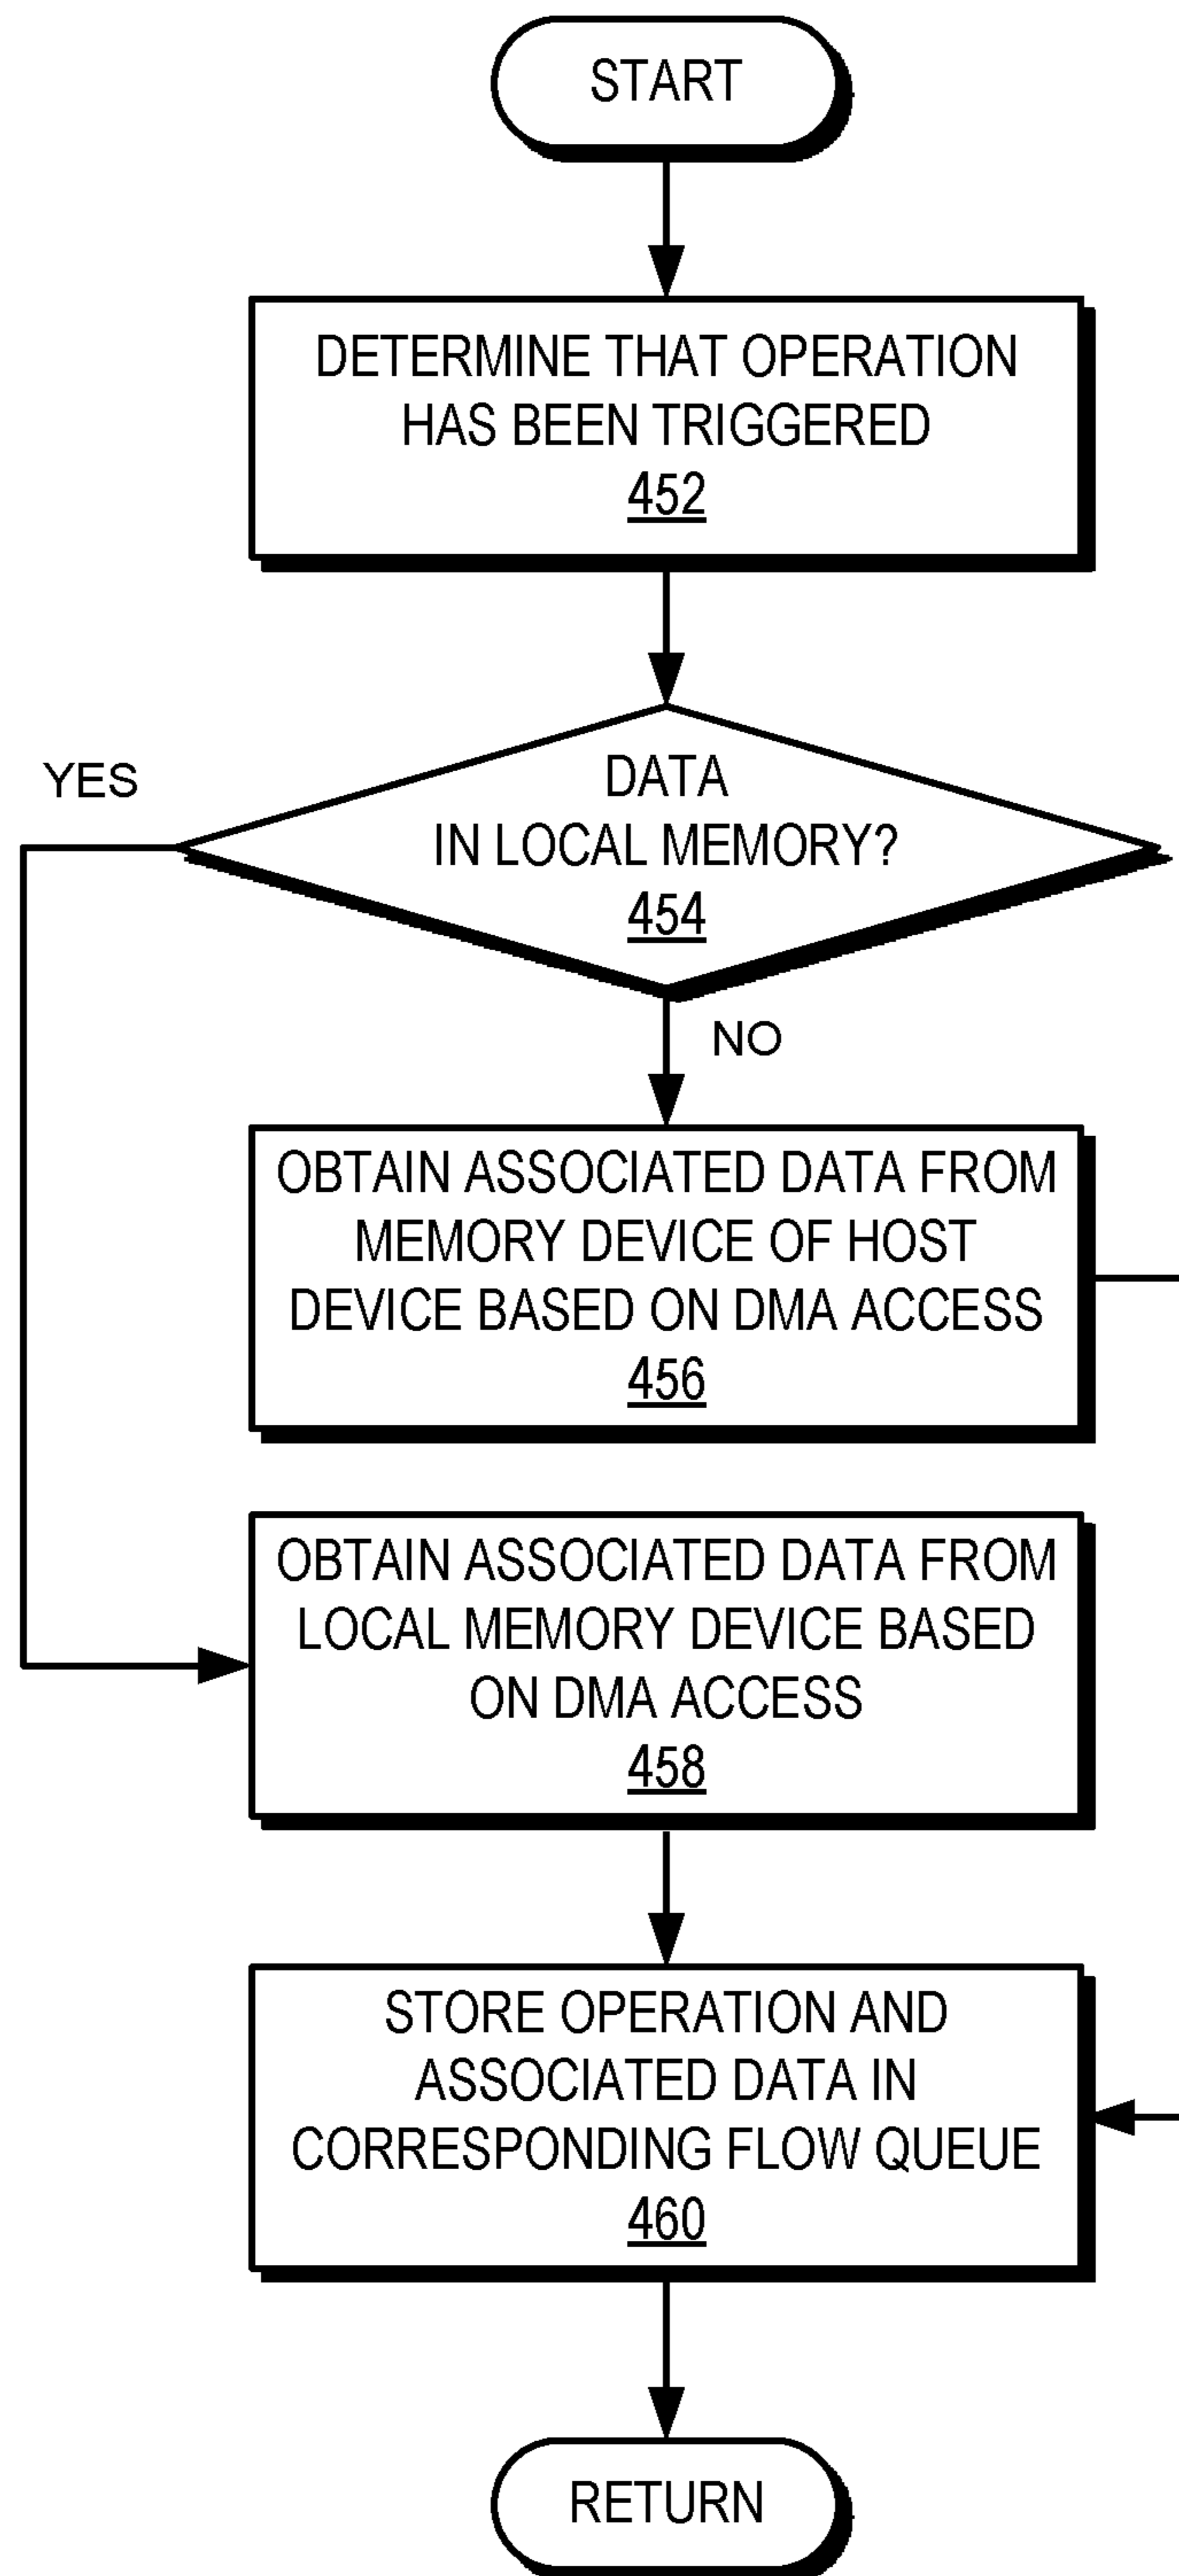 START
DETERMINE THAT OPERATION
HAS BEEN TRIGGERED
452
YES
DATA
IN LOCAL MEMORY?
454
NO
OBTAIN ASSOCIATED DATA FROM
MEMORY DEVICE OF HOST
DEVICE BASED ON DMA ACCESS
456
OBTAIN ASSOCIATED DATA FROM
LOCAL MEMORY DEVICE BASED
ON DMA ACCESS
458
STORE OPERATION AND
ASSOCIATED DATA IN
CORRESPONDING FLOW QUEUE
460
RETURN